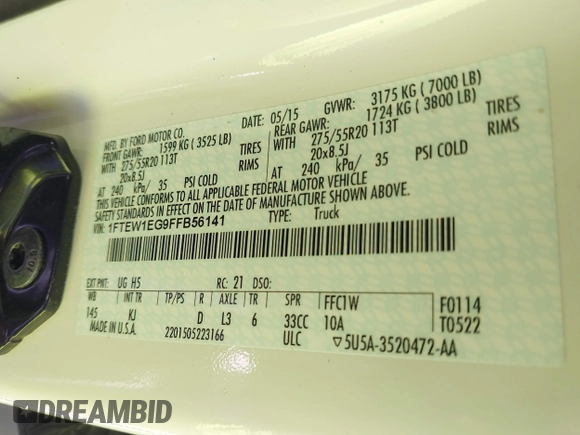 MFD. BY FORD MOTOR CO.
DATE: 05/15 GVWR: 3175 KG ( 7000 LB)
FRONT GAWR: 1599 KG ( 3525 LB)
REAR GAWR: 1724 KG ( 3800 LB)
WITH 275/55R20 113T TIRES
WITH 275/55R20 113T TIRES
20x8.5J RIMS
20x8.5J RIMS
AT 240 kPa/ 35 PSI COLD
AT 240 kPa/ 35 PSI COLD
THIS VEHICLE CONFORMS TO ALL APPLICABLE FEDERAL MOTOR VEHICLE
SAFETY STANDARDS IN EFFECT ON THE DATE OF MANUFACTURE SHOWN ABOVE.
VIN: 1FTEW1EG9FFB56141 TYPE: Truck
EXT PNT: UG H5 RC: 21 DSO:
WB INT TR TP/PS R AXLE TR SPR FFC1W F0114
145 KJ D L3 6 33CC 10A T0522
MADE IN U.S.A. 2201505223166 ULC ▽5U5A-3520472-AA
10.9
DREAMBID